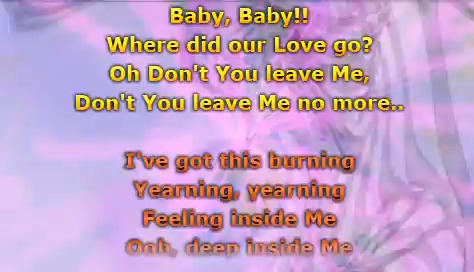 Baby, Baby!!
Where did our Love go?
Oh Don't You leave Me,
Don't You leave Me no more..
I've got this burning
Yearning, yearning
Feeling inside Me
Ooh, deep inside Me